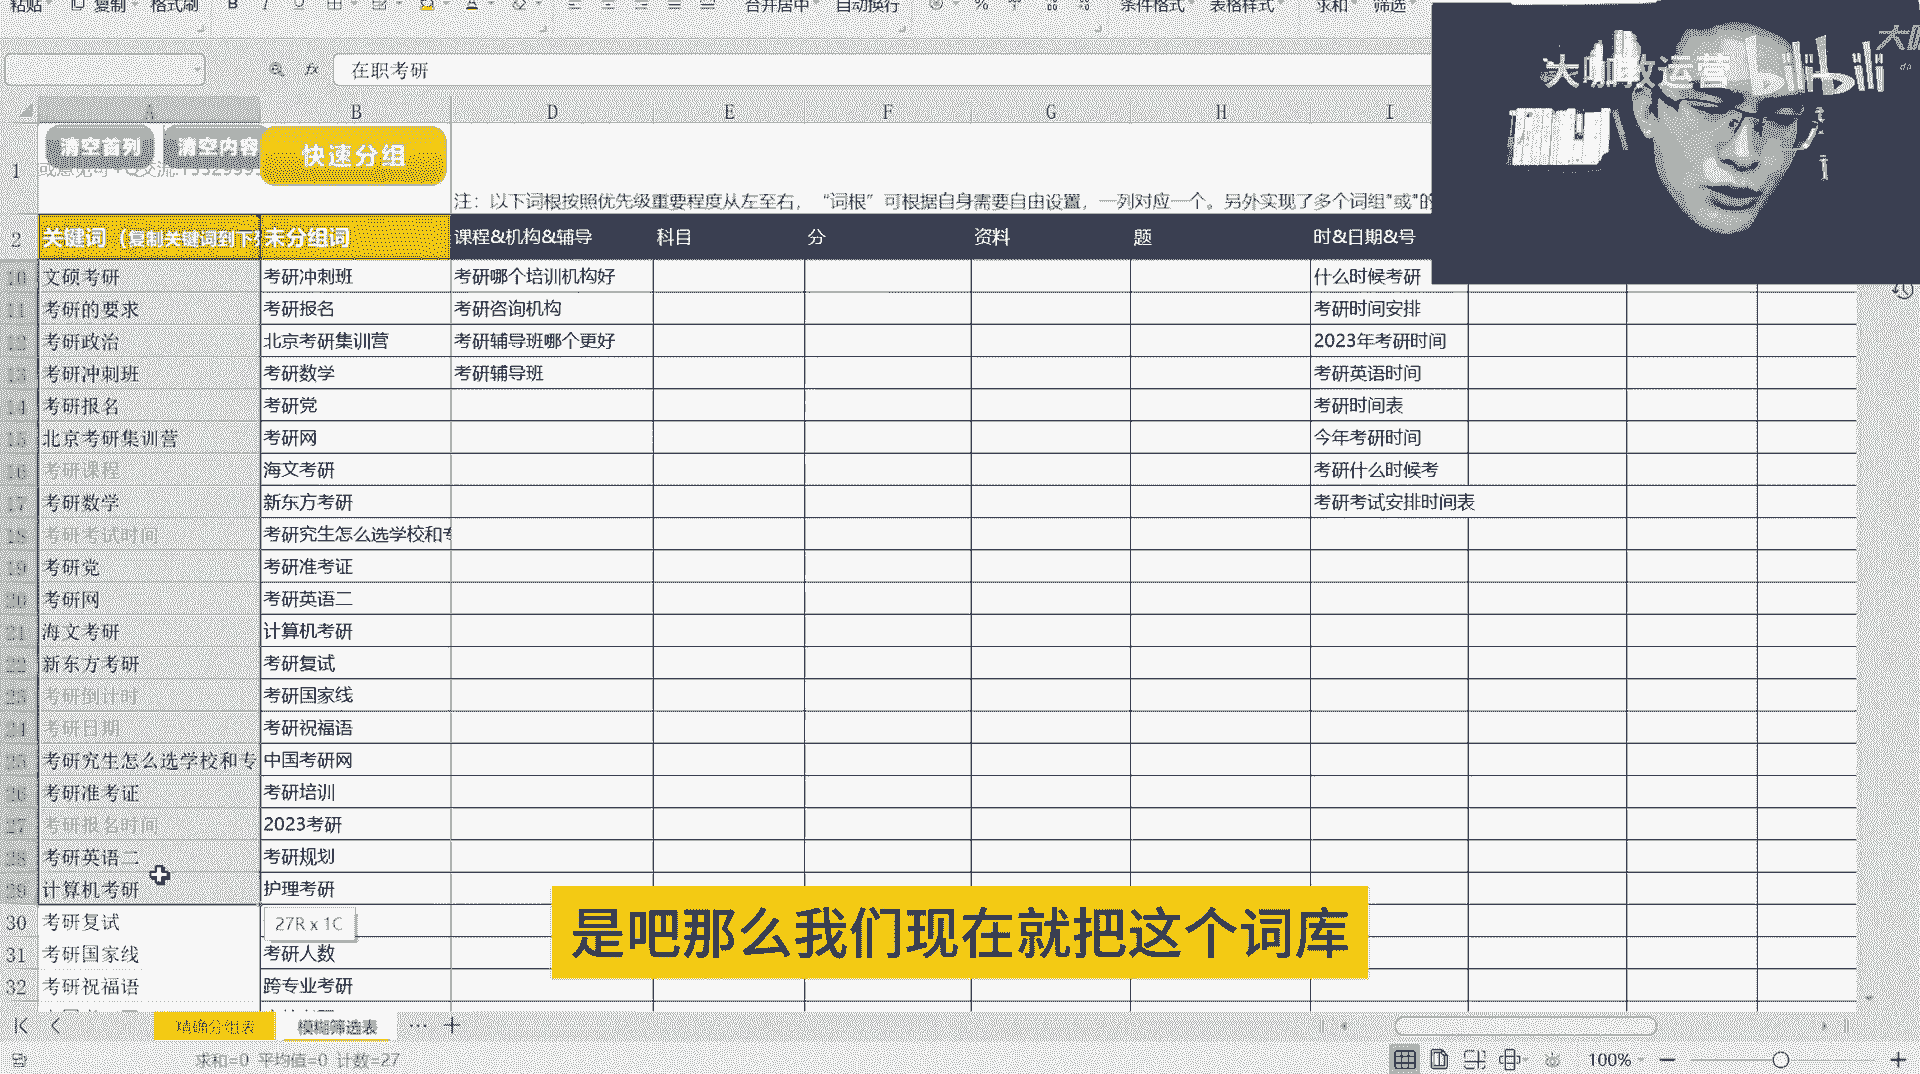 粘贴 复制 格式刷 B 合并居中 自动换行 % 条件格式 表格样式 求和 筛选
fx 在职考研
大咖教运营 bilibili
A B D E F G H I
清空首列 清空内容 快速分组
1
注：以下词根按照优先级重要程度从左至右，“词根”可根据自身需要自由设置，一列对应一个。另外实现了多个词组"或"的
2 关键词（复制关键词到下 未分组词 课程&机构&辅导 科目 分 资料 题 时&日期&号
10 文硕考研 考研冲刺班 考研哪个培训机构好 什么时候考研
11 考研的要求 考研报名 考研咨询机构 考研时间安排
12 考研政治 北京考研集训营 考研辅导班哪个更好 2023年考研时间
13 考研冲刺班 考研数学 考研辅导班 考研英语时间
14 考研报名 考研党 考研时间表
15 北京考研集训营 考研网 今年考研时间
16 考研课程 海文考研 考研什么时候考
17 考研数学 新东方考研 考研考试安排时间表
18 考研考试时间 考研究生怎么选学校和专
19 考研党 考研准考证
20 考研网 考研英语二
21 海文考研 计算机考研
22 新东方考研 考研复试
23 考研倒计时 考研国家线
24 考研日期 考研祝福语
25 考研究生怎么选学校和专 中国考研网
26 考研准考证 考研培训
27 考研报名时间 2023考研
28 考研英语二 考研规划
29 计算机考研 护理考研
30 考研复试 27R x 1C
31 考研国家线 考研人数
32 考研祝福语 跨专业考研
是吧那么我们现在就把这个词库
精确分组表 模糊筛选表 ··· +
求和=0 平均值=0 计数=27 100% − +